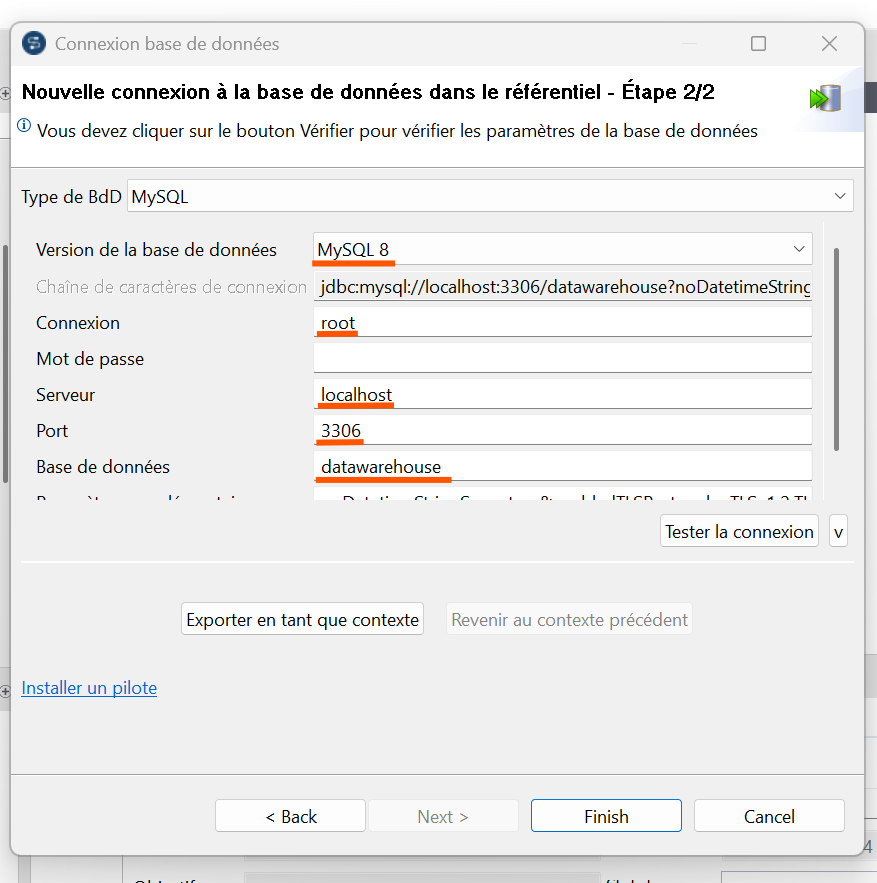 Connexion base de données
Nouvelle connexion à la base de données dans le référentiel - Étape 2/2
Vous devez cliquer sur le bouton Vérifier pour vérifier les paramètres de la base de données
Type de BdD MySQL
Version de la base de données MySQL 8
Chaîne de caractères de connexion jdbc:mysql://localhost:3306/datawarehouse?noDatetimeString
Connexion root
Mot de passe
Serveur localhost
Port 3306
Base de données datawarehouse
Tester la connexion v
Exporter en tant que contexte Revenir au contexte précédent
Installer un pilote
< Back Next > Finish Cancel